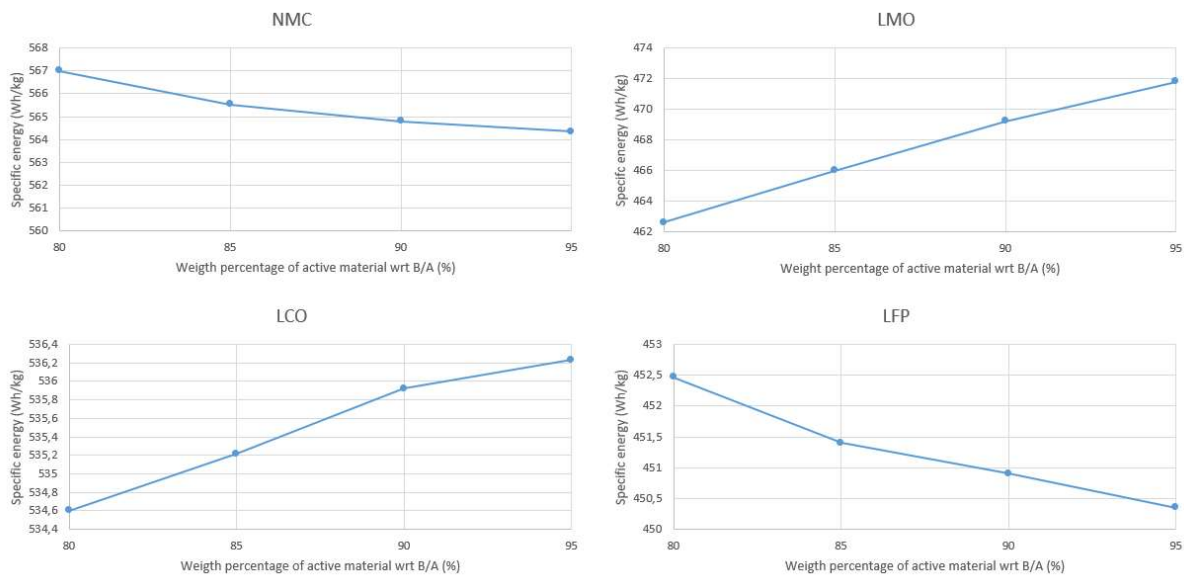 NMC
Specific energy (Wh/kg)
568
567
566
565
564
563
562
561
560
80 85 90 95
Weigth percentage of active material wrt B/A (%)
LMO
Specifc energy (Wh/kg)
474
472
470
468
466
464
462
80 85 90 95
Weight percentage of active material wrt B/A (%)
LCO
Specific energy (Wh/kg)
536,4
536,2
536
535,8
535,6
535,4
535,2
535
534,8
534,6
534,4
80 85 90 95
Weigth percentage of active material wrt B/A (%)
LFP
Specific energy (Wh/kg)
453
452,5
452
451,5
451
450,5
450
80 85 90 95
Weigth percentage of active material wrt B/A (%)